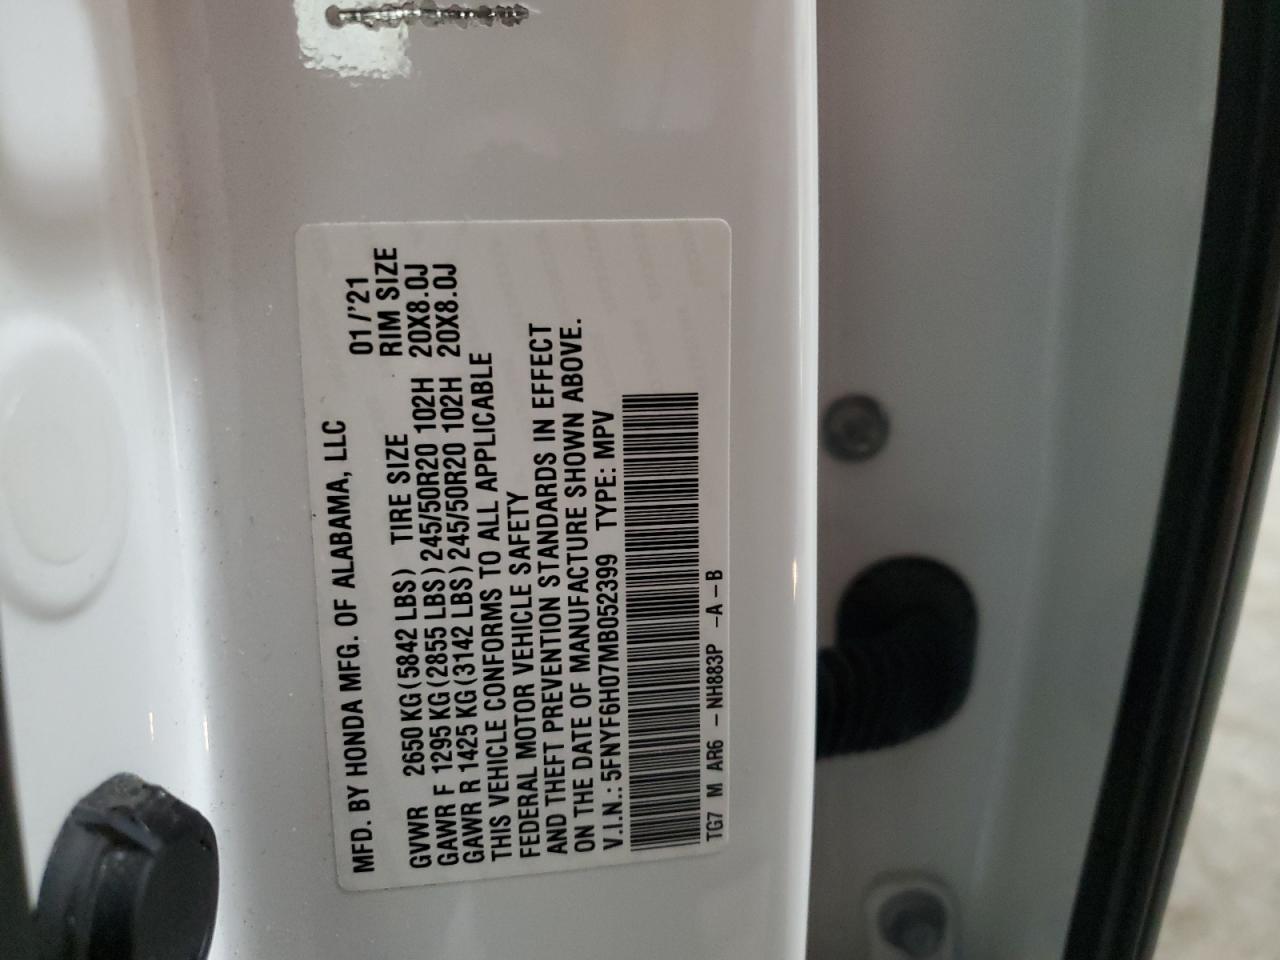 MFD. BY HONDA MFG. OF ALABAMA, LLC 01/'21
TIRE SIZE RIM SIZE
GVWR 2650 KG (5842 LBS)
GAWR F 1295 KG (2855 LBS) 245/50R20 102H 20X8.0J
GAWR R 1425 KG (3142 LBS) 245/50R20 102H 20X8.0J
THIS VEHICLE CONFORMS TO ALL APPLICABLE
FEDERAL MOTOR VEHICLE SAFETY
AND THEFT PREVENTION STANDARDS IN EFFECT
ON THE DATE OF MANUFACTURE SHOWN ABOVE.
V.I.N.: 5FNYF6H07MB052399 TYPE: MPV
TG7 M AR6 -NH883P -A-B